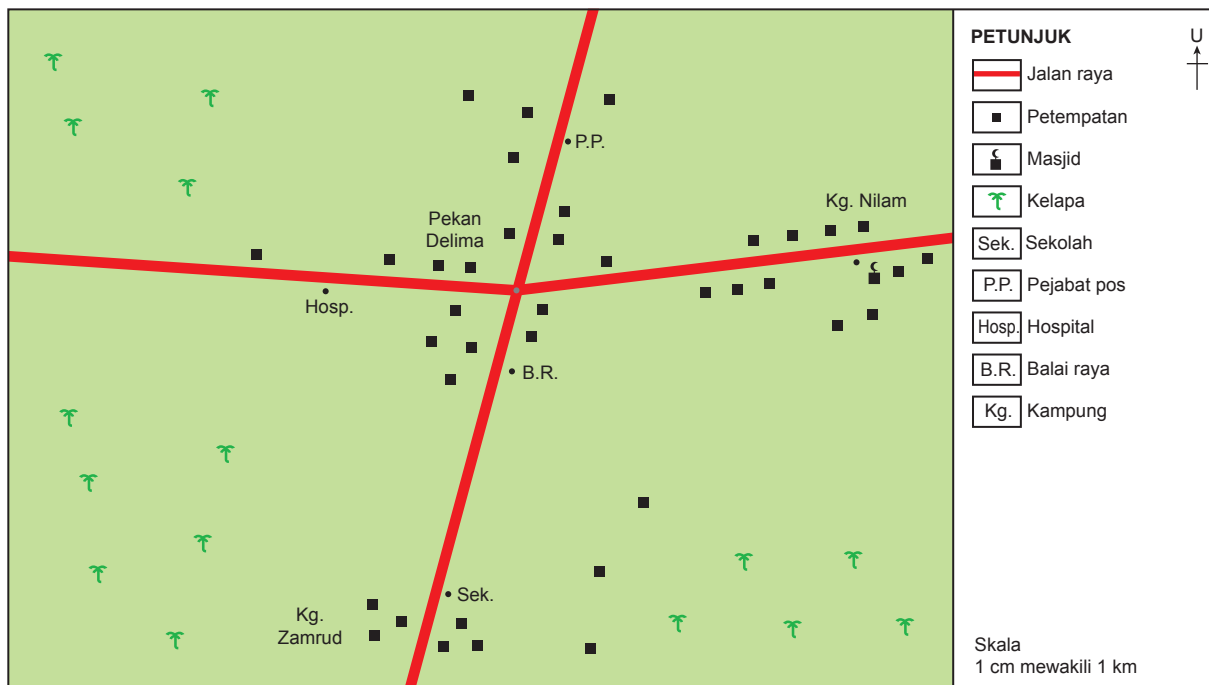 P.P.
Kg. Nilam
Pekan
Delima
Hosp.
B.R.
Sek.
Kg.
Zamrud
PETUNJUK
U
Jalan raya
Petempatan
Masjid
Kelapa
Sek. Sekolah
P.P. Pejabat pos
Hosp. Hospital
B.R. Balai raya
Kg. Kampung
Skala
1 cm mewakili 1 km